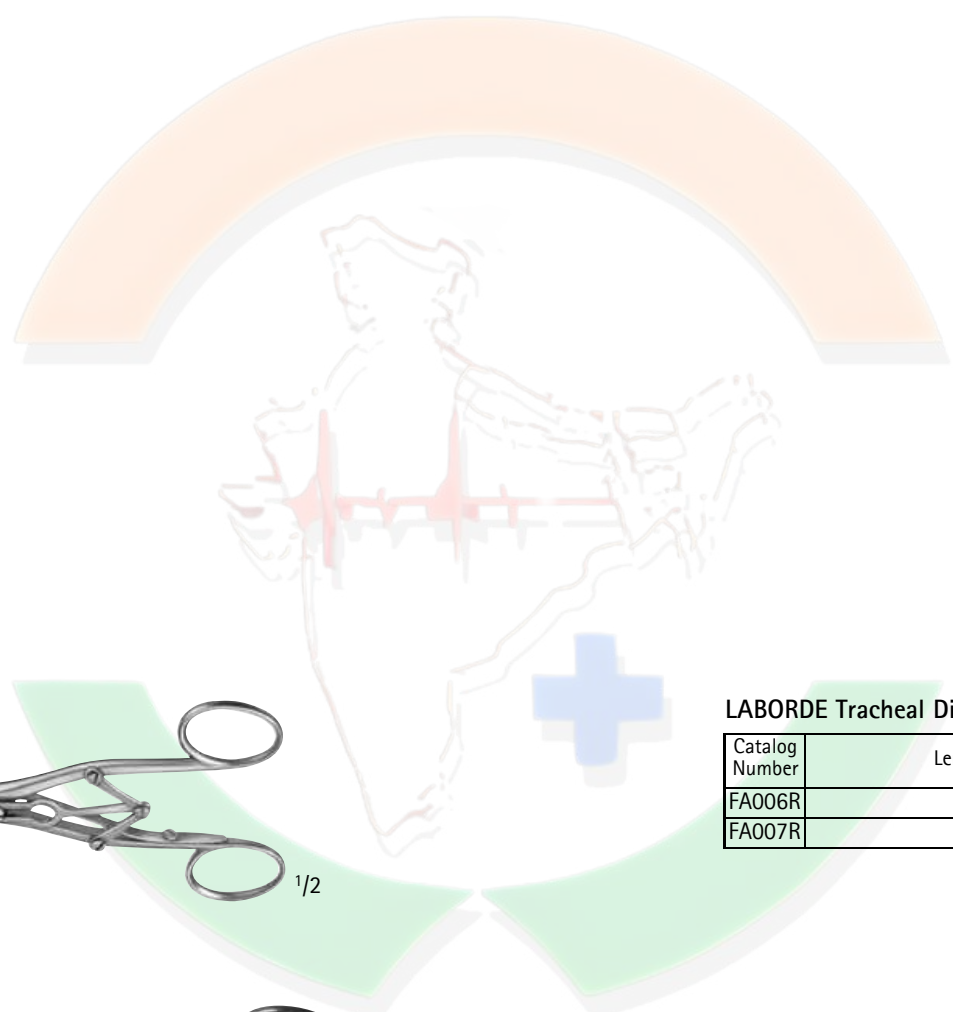 LABORDE Tracheal Di
Catalog
Number
Le
FA006R
FA007R
1/2